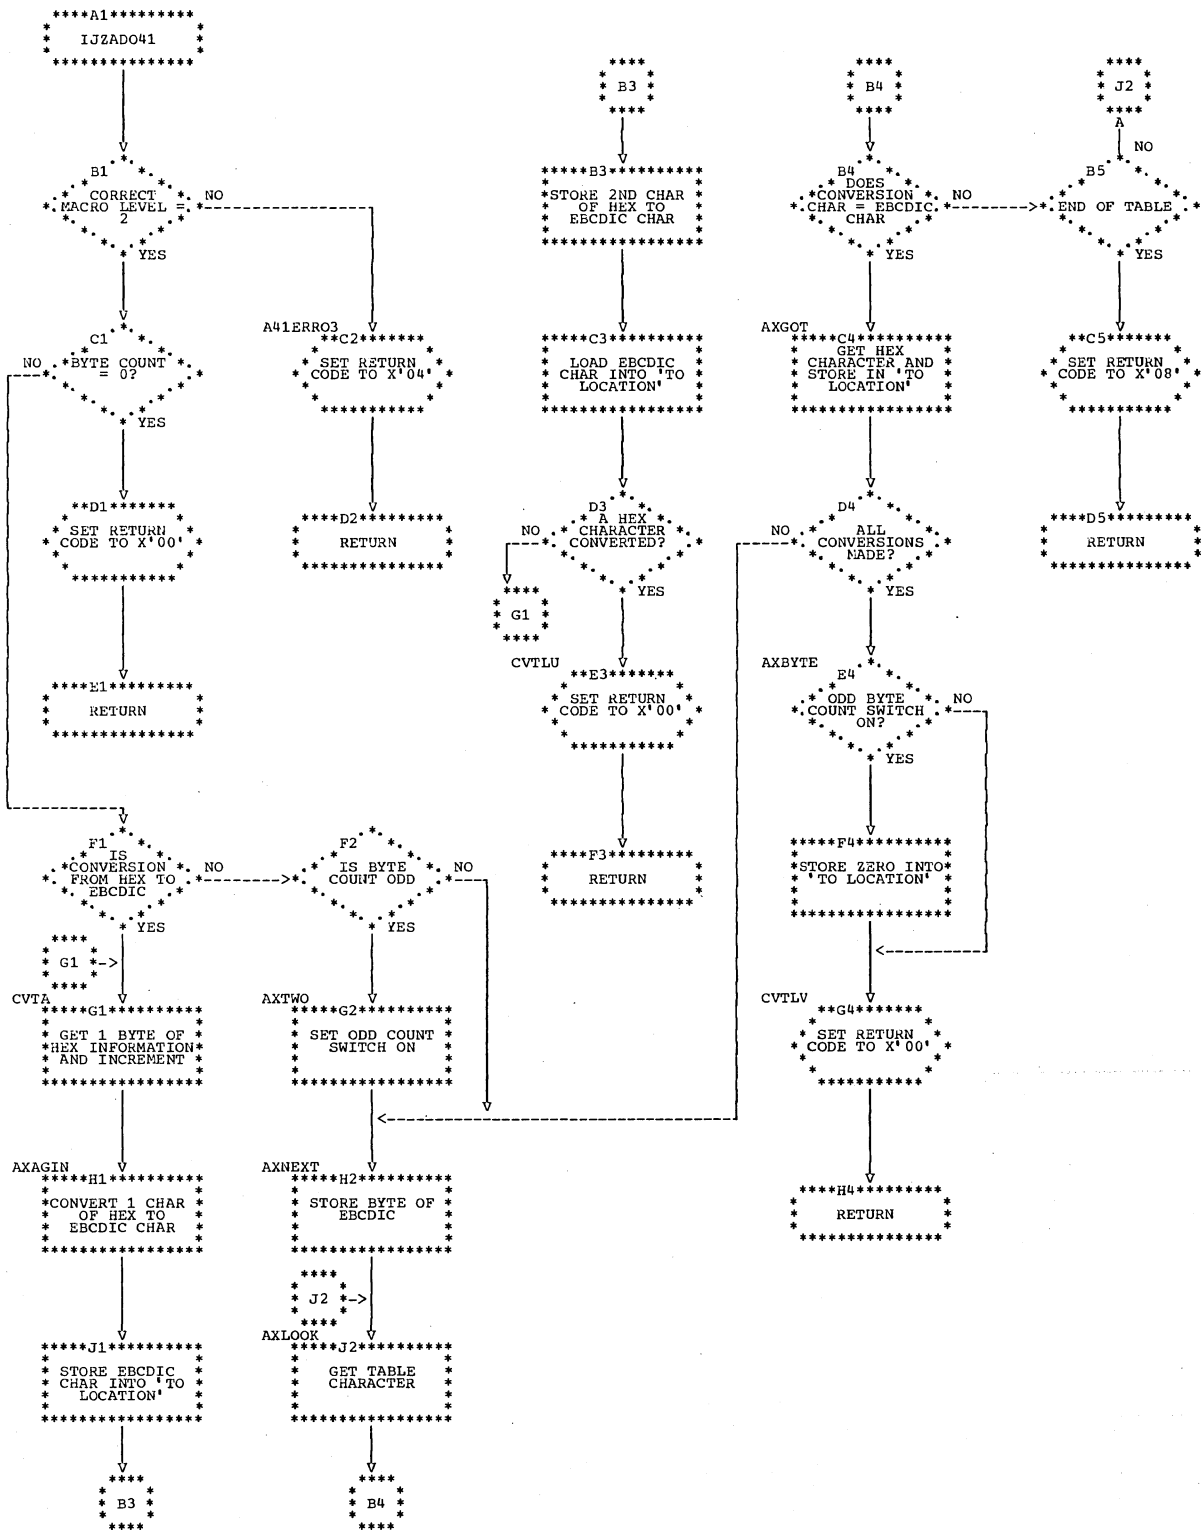 A1
IJZADO41
B1
CORRECT
MACRO LEVEL =
2
NO
YES
C1
BYTE COUNT
= 0?
NO
YES
A41ERRO3
C2
SET RETURN
CODE TO X'04'
D1
SET RETURN
CODE TO X'00'
D2
RETURN
E1
RETURN
F1
IS
CONVERSION
FROM HEX TO
EBCDIC
NO
YES
F2
IS BYTE
COUNT ODD
NO
YES
G1
CVTA
G1
GET 1 BYTE OF
HEX INFORMATION
AND INCREMENT
AXTWO
G2
SET ODD COUNT
SWITCH ON
AXAGIN
H1
CONVERT 1 CHAR
OF HEX TO
EBCDIC CHAR
AXNEXT
H2
STORE BYTE OF
EBCDIC
J2
J1
STORE EBCDIC
CHAR INTO 'TO
LOCATION'
AXLOOK
J2
GET TABLE
CHARACTER
B3
B4
B3
B3
STORE 2ND CHAR
OF HEX TO
EBCDIC CHAR
C3
LOAD EBCDIC
CHAR INTO 'TO
LOCATION'
D3
A HEX
CHARACTER
CONVERTED?
NO
YES
G1
CVTLU
E3
SET RETURN
CODE TO X'00'
F3
RETURN
B4
B4
DOES
CONVERSION
CHAR = EBCDIC
CHAR
NO
YES
AXGOT
C4
GET HEX
CHARACTER AND
STORE IN 'TO
LOCATION'
D4
ALL
CONVERSIONS
MADE?
NO
YES
AXBYTE
E4
ODD BYTE
COUNT SWITCH
ON?
NO
YES
F4
STORE ZERO INTO
'TO LOCATION'
CVTLV
G4
SET RETURN
CODE TO X'00'
H4
RETURN
J2
A
NO
B5
END OF TABLE
YES
C5
SET RETURN
CODE TO X'08'
D5
RETURN